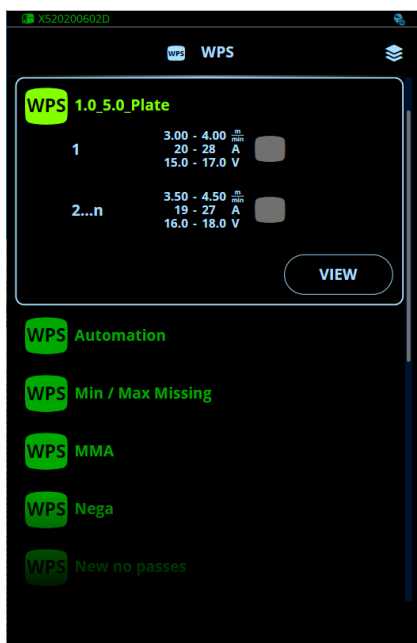 X520200602D
WPS WPS
WPS 1.0_5.0_Plate
1
3.00 - 4.00 m/min
20 - 28 A
15.0 - 17.0 V
2...n
3.50 - 4.50 m/min
19 - 27 A
16.0 - 18.0 V
VIEW
WPS Automation
WPS Min / Max Missing
WPS MMA
WPS Nega
WPS New no passes